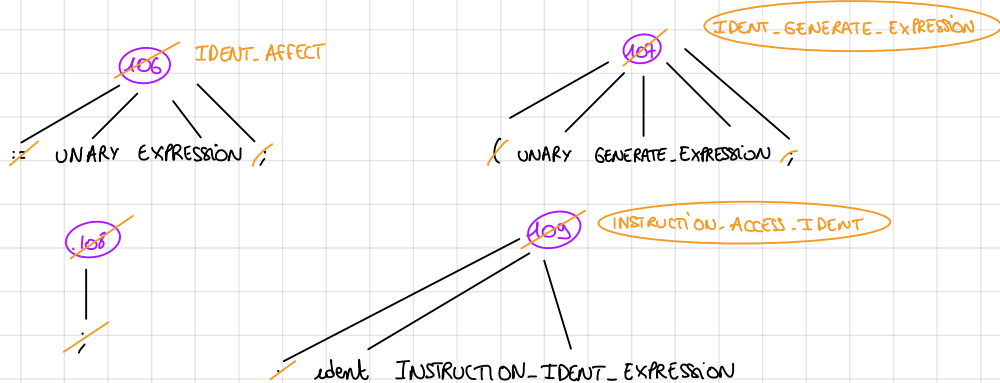 IDENT_GENERATE_EXPRESSION
106 IDENT_AFFECT
107
:= UNARY EXPRESSION ;
( UNARY GENERATE_EXPRESSION ;
108
109 INSTRUCTION_ACCESS_IDENT
;
. ident INSTRUCTION_IDENT_EXPRESSION